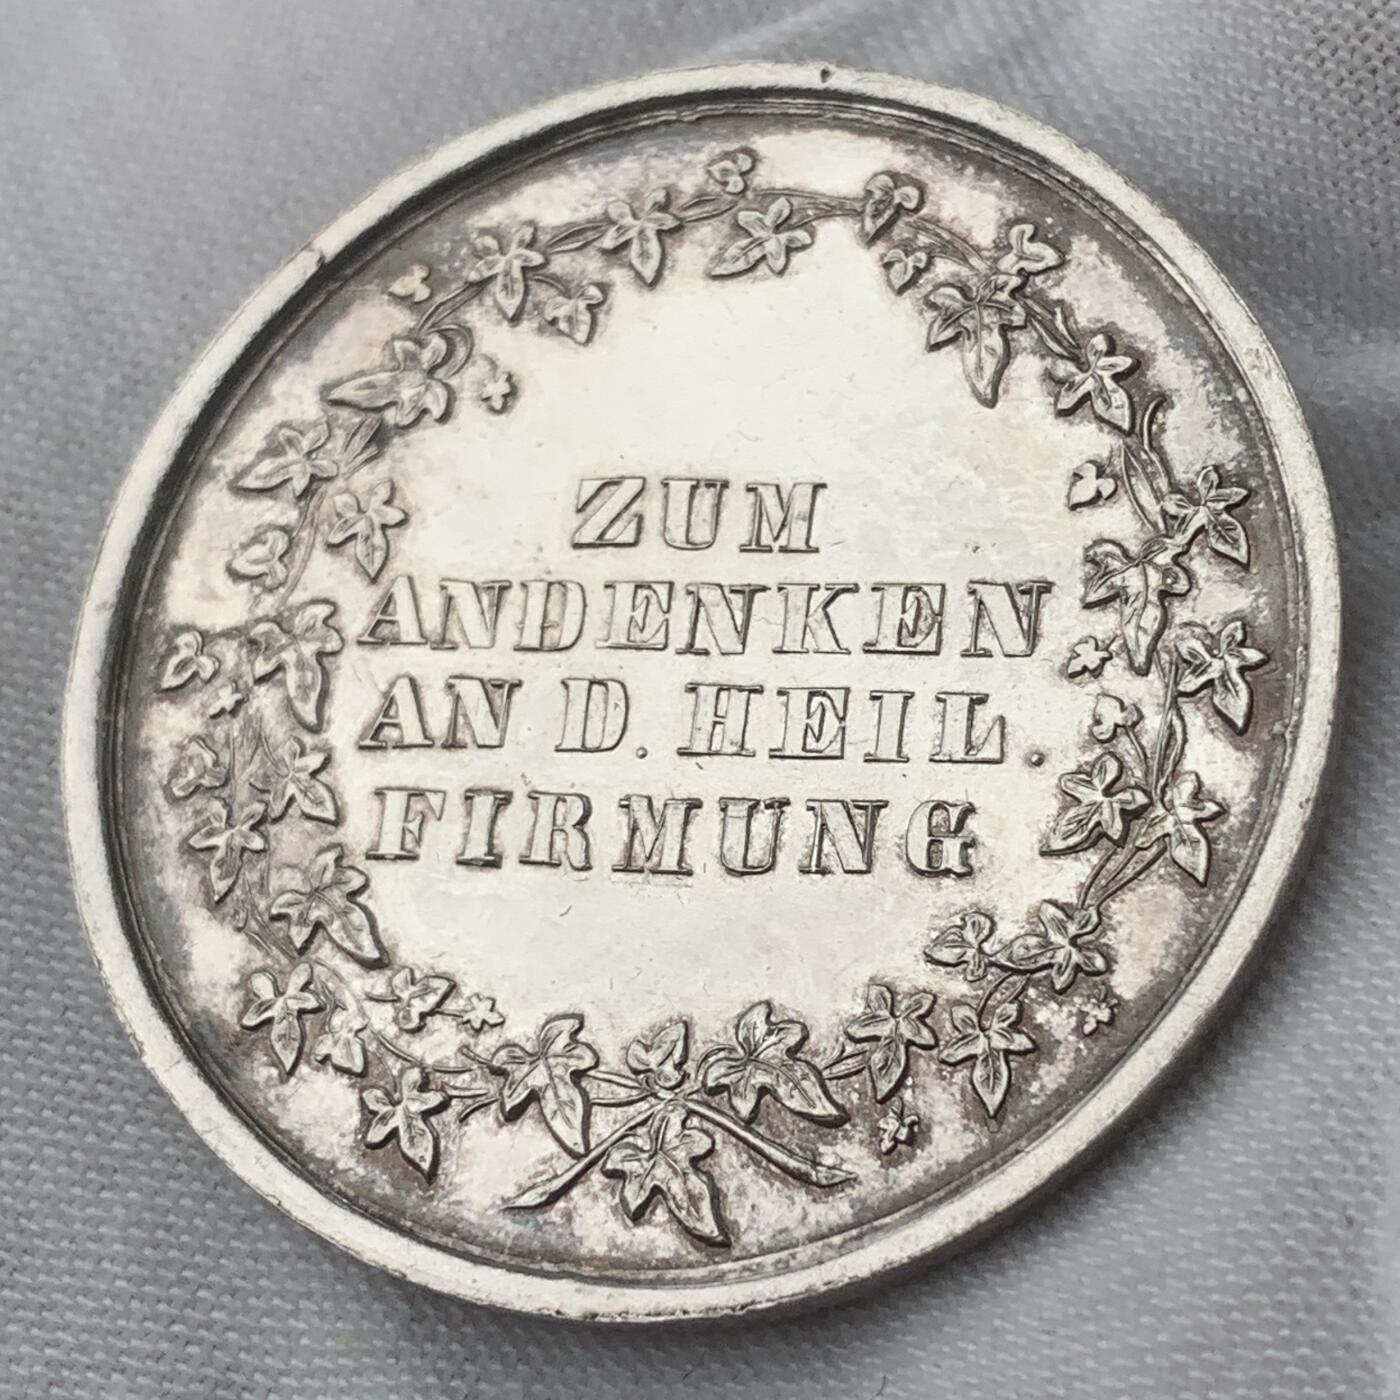 ZUM
ANDENKEN
AN D. HEIL.
FIRMUNG